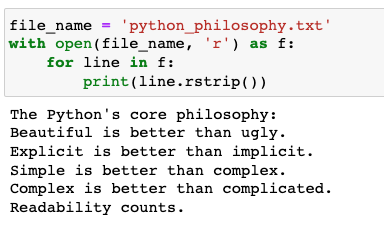 file_name = 'python_philosophy.txt'
with open(file_name, 'r') as f:
    for line in f:
        print(line.rstrip())
The Python's core philosophy:
Beautiful is better than ugly.
Explicit is better than implicit.
Simple is better than complex.
Complex is better than complicated.
Readability counts.